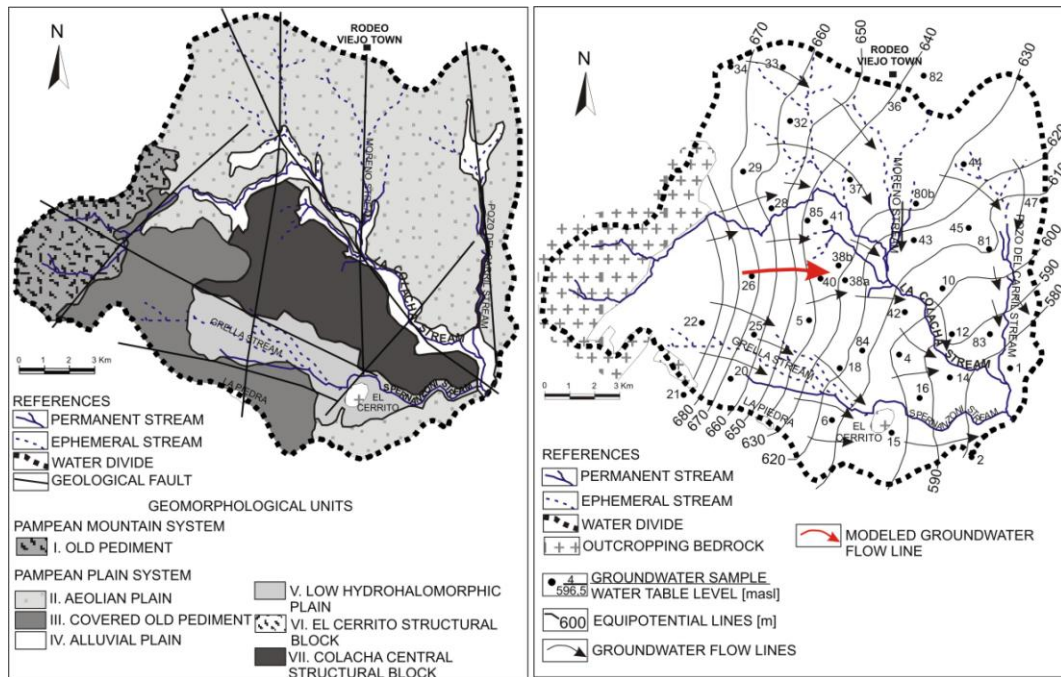 N
RODEO
VIEJO TOWN
MORENO STREAM
LA COLACHA STREAM
GRELLA STREAM
LA PIEDRA
EL
CERRITO
0 1 2 3 Km
REFERENCES
PERMANENT STREAM
EPHEMERAL STREAM
WATER DIVIDE
GEOLOGICAL FAULT
GEOMORPHOLOGICAL UNITS
PAMPEAN MOUNTAIN SYSTEM
I. OLD PEDIMENT
PAMPEAN PLAIN SYSTEM
II. AEOLIAN PLAIN
III. COVERED OLD PEDIMENT
IV. ALLUVIAL PLAIN
V. LOW HYDROHALOMORPHIC
PLAIN
VI. EL CERRITO STRUCTURAL
BLOCK
VII. COLACHA CENTRAL
STRUCTURAL BLOCK
N
670
660
650
640
630
RODEO
VIEJO TOWN
34
33
82
36
32
620
610
29
37
44
28
80b
47
85
41
MORENO STREAM
45
43
81
600
POZO DEL CARRIL STREAM
38b
590
26
40
38a
10
580
LA COLACHA STREAM
22
5
42
25
12
83
GRELLA STREAM
84
4
20
18
14
1
21
16
680
LA PIEDRA
670
660
6
EL
CERRITO
15
2
650
630
620
590
0 1 2 3 Km
REFERENCES
PERMANENT STREAM
EPHEMERAL STREAM
WATER DIVIDE
OUTCROPPING BEDROCK
MODELED GROUNDWATER
FLOW LINE
4
596.5
GROUNDWATER SAMPLE
WATER TABLE LEVEL [masl]
600
EQUIPOTENTIAL LINES [m]
GROUNDWATER FLOW LINES